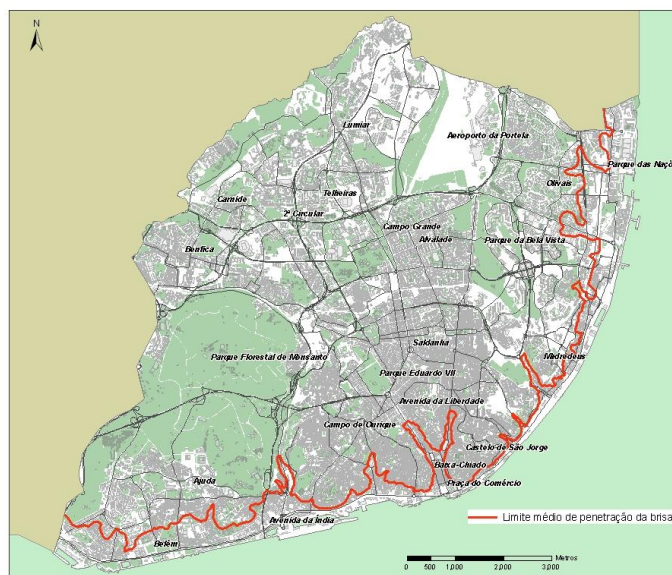 N
Lumiar
Aeroporto da Portela
Parque das Naçõ
Olivais
Telheiras
Carnide
2ª Circular
Campo Grande
Alvalade
Parque da Bela Vista
Benfica
Saldanha
Madredeus
Parque Florestal de Monsanto
Parque Eduardo VII
Avenida da Liberdade
Campo de Ourique
Castelo de São Jorge
Baixa-Chiado
Ajuda
Praça do Comércio
Avenida da Índia
Limite médio de penetração da brisa
Belém
Metros
0 500 1,000 2,000 3,000